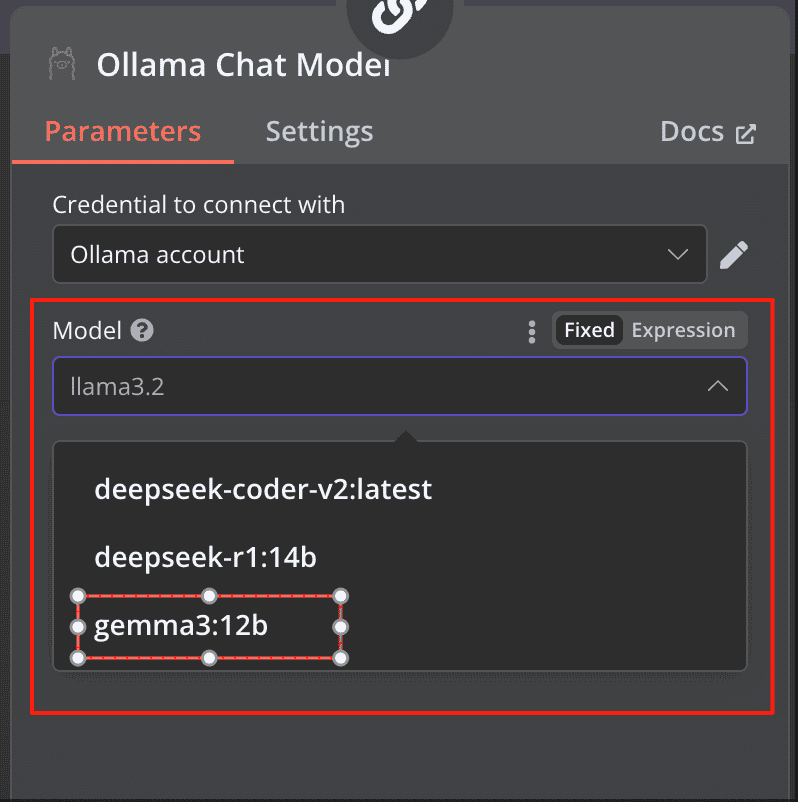 Ollama Chat Model
Parameters Settings Docs
Credential to connect with
Ollama account
Model Fixed Expression
llama3.2
deepseek-coder-v2:latest
deepseek-r1:14b
gemma3:12b